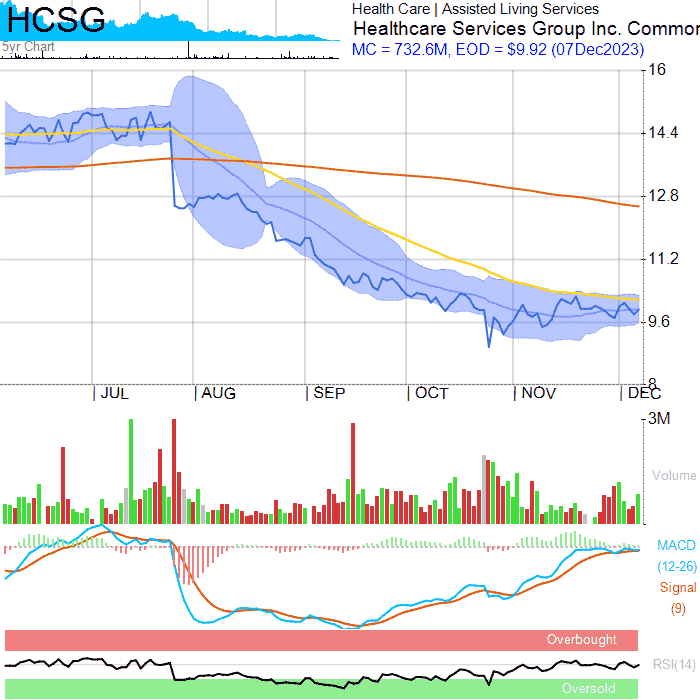 HCSG
5yr Chart
Health Care | Assisted Living Services
Healthcare Services Group Inc. Common
MC = 732.6M, EOD = $9.92 (07Dec2023)
16
14.4
12.8
11.2
9.6
8
JUL AUG SEP OCT NOV DEC
3M
Volume
MACD
(12-26)
Signal
(9)
Overbought
RSI(14)
Oversold